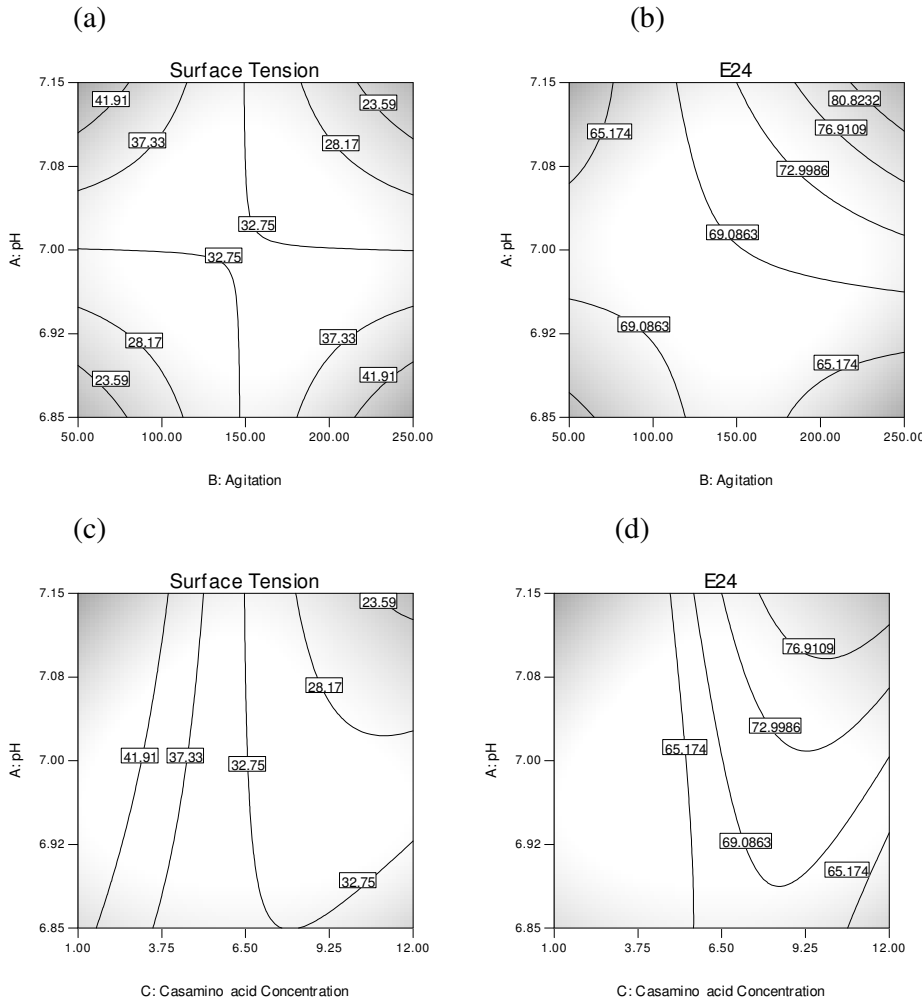 (a)
(b)
Surface Tension
E24
7.15
7.08
7.00
6.92
6.85
A: pH
41.91
23.59
37.33
28.17
32.75
32.75
28.17
37.33
23.59
41.91
50.00 100.00 150.00 200.00 250.00
B: Agitation
7.15
7.08
7.00
6.92
6.85
A: pH
80.8232
65.174
76.9109
72.9986
69.0863
69.0863
65.174
50.00 100.00 150.00 200.00 250.00
B: Agitation
(c)
(d)
Surface Tension
E24
7.15
7.08
7.00
6.92
6.85
A: pH
23.59
28.17
41.91
37.33
32.75
32.75
1.00 3.75 6.50 9.25 12.00
C: Casamino acid Concentration
7.15
7.08
7.00
6.92
6.85
A: pH
76.9109
72.9986
65.174
69.0863
65.174
1.00 3.75 6.50 9.25 12.00
C: Casamino acid Concentration